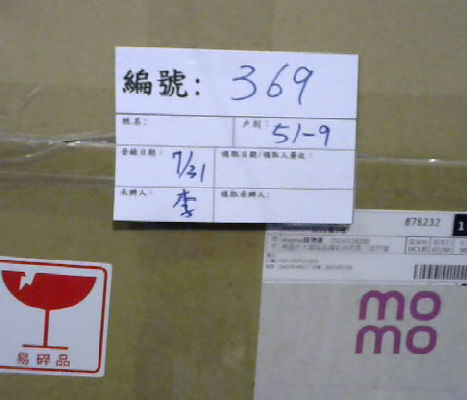 編號: 369
姓名: 戶別: 51-9
登錄日期: 7/31 領取日期/領取人簽收:
承辦人: 李 領取承辦人:
878232 1
momo
易碎品